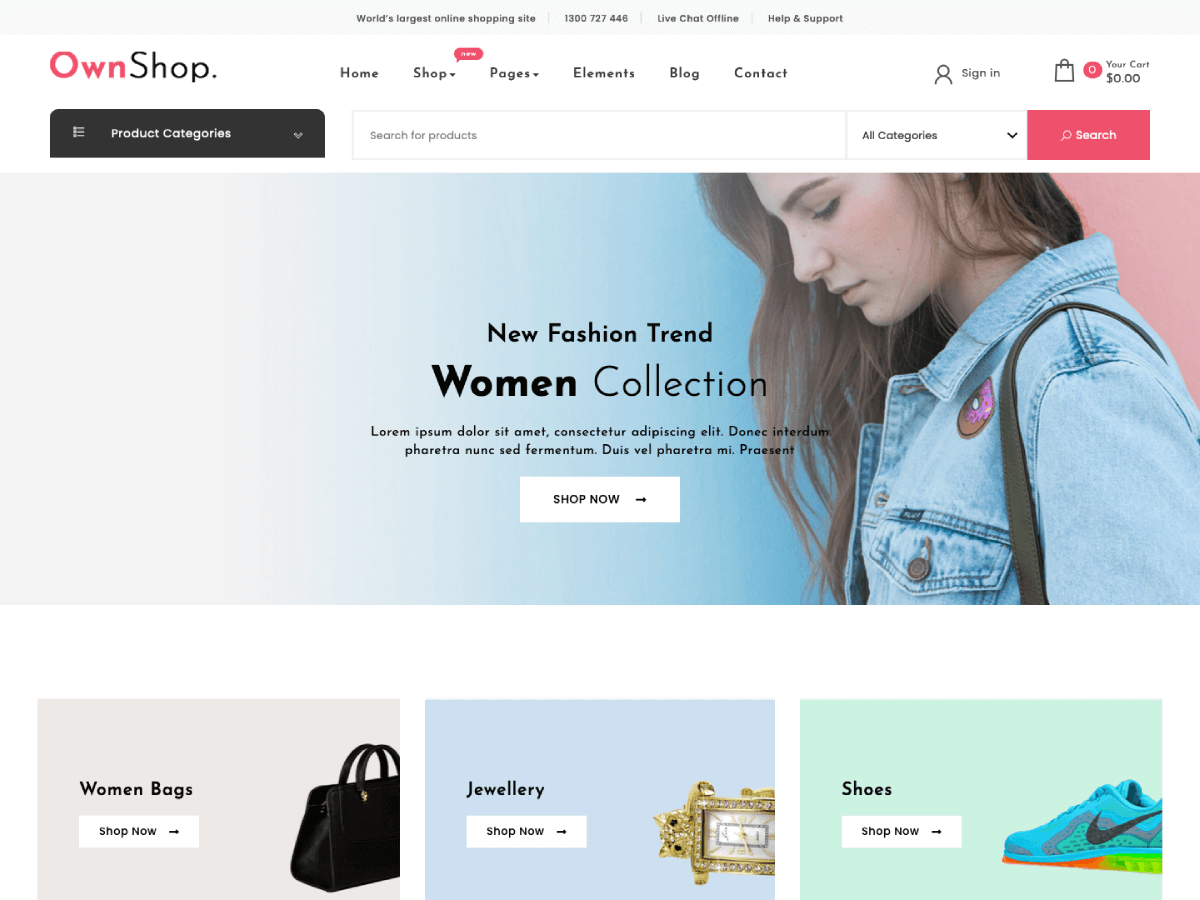 World's largest online shopping site
1300 727 446
Live Chat Offline
Help & Support
OwnShop.
Home
Shop
new
Pages
Elements
Blog
Contact
Sign in
0
Your Cart
$0.00
Product Categories
Search for products
All Categories
Search
New Fashion Trend
Women Collection
Lorem ipsum dolor sit amet, consectetur adipiscing elit. Donec interdum
pharetra nunc sed fermentum. Duis vel pharetra mi. Praesent
SHOP NOW
Women Bags
Shop Now
Jewellery
Shop Now
Shoes
Shop Now